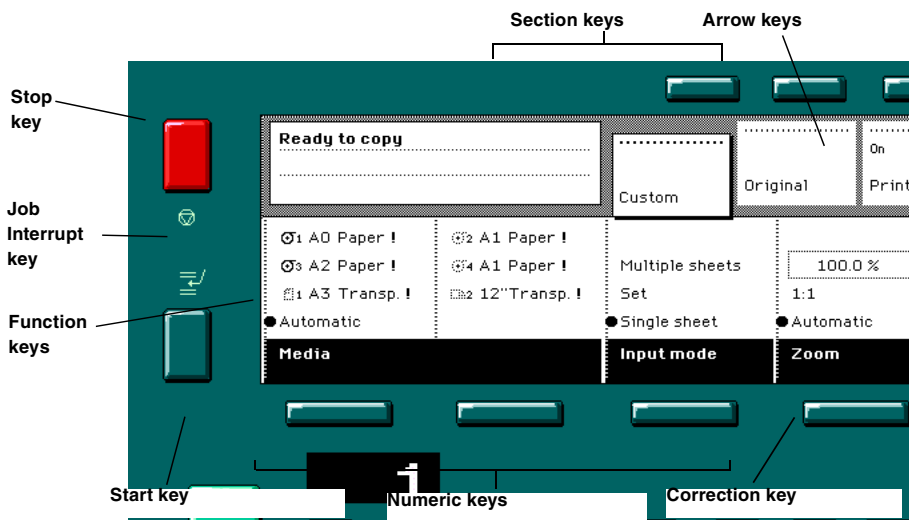 Section keys
Arrow keys
Stop
key
Ready to copy
On
Custom
Original
Print
Job
Interrupt
key
1 A0 Paper !
2 A1 Paper !
3 A2 Paper !
4 A1 Paper !
Multiple sheets
100.0 %
1 A3 Transp. !
2 12"Transp. !
Set
1:1
Function
keys
Automatic
Single sheet
Automatic
Media
Input mode
Zoom
1
Start key
Numeric keys
Correction key